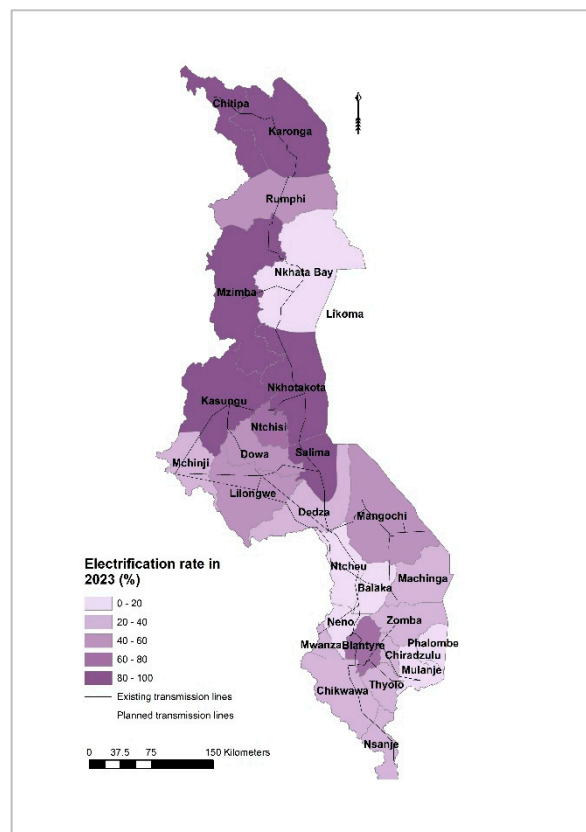 Chitipa
Karonga
Rumphi
Nkhata Bay
Mzimba
Likoma
Nkhotakota
Kasungu
Ntchisi
Salima
Dowa
Mchinji
Lilongwe
Dedza
Mangochi
Ntcheu
Machinga
Balaka
Neno
Zomba
Phalombe
Mwanza
Blantyre
Chiradzulu
Mulanje
Thyolo
Chikwawa
Nsanje
Electrification rate in
2023 (%)
0 - 20
20 - 40
40 - 60
60 - 80
80 - 100
Existing transmission lines
Planned transmission lines
0 37.5 75 150 Kilometers